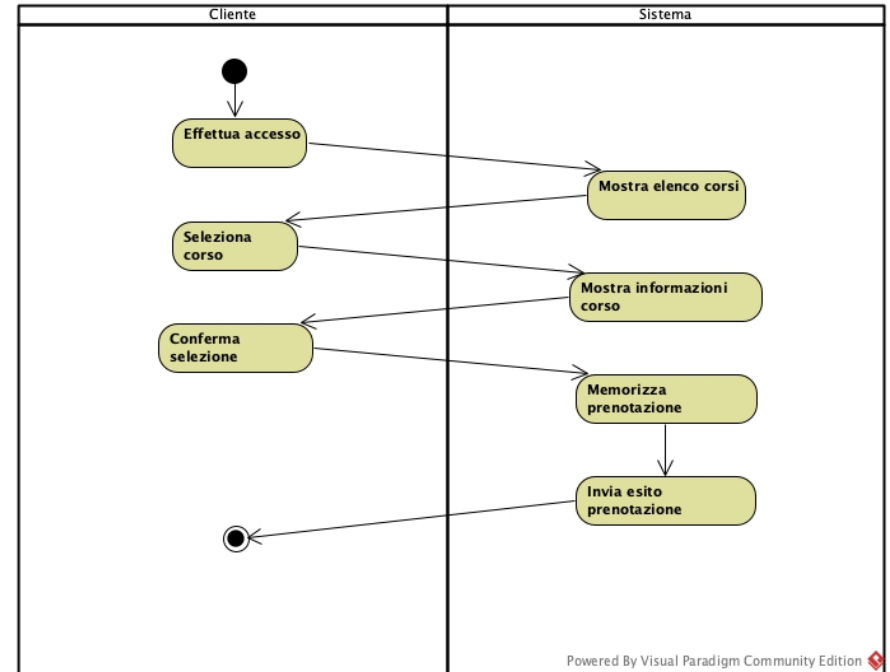 Cliente
Sistema
Effettua accesso
Mostra elenco corsi
Seleziona
corso
Mostra informazioni
corso
Conferma
selezione
Memorizza
prenotazione
Invia esito
prenotazione
Powered By Visual Paradigm Community Edition